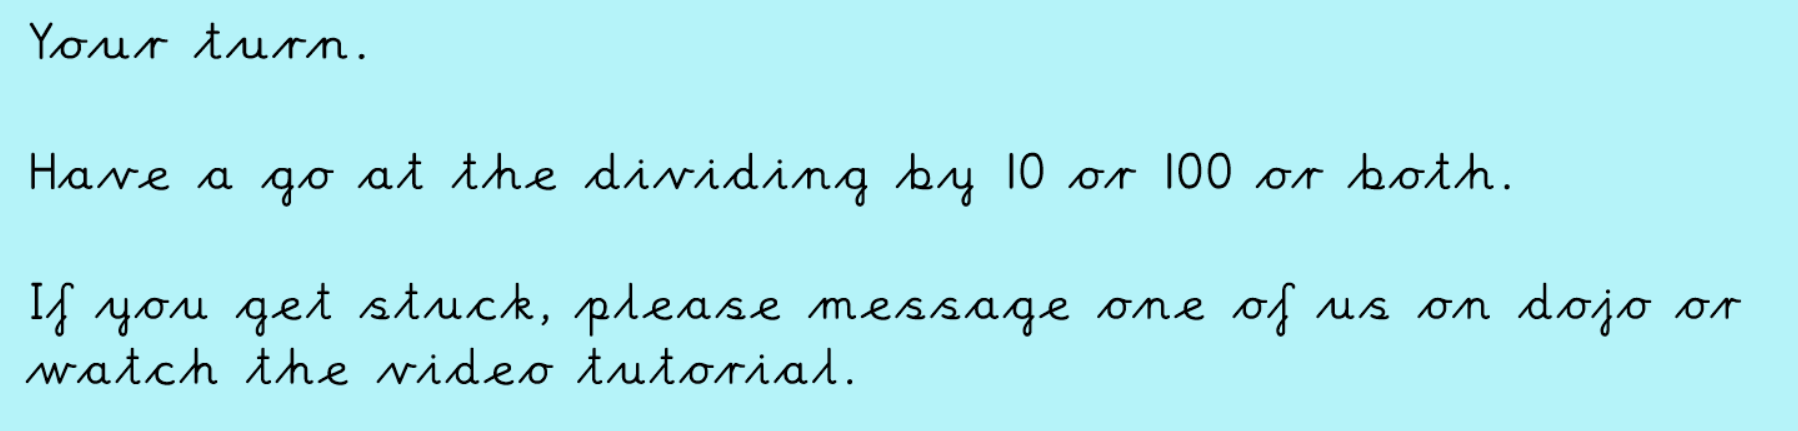 Your turn.
Have a go at the dividing by 10 or 100 or both.
If you get stuck, please message one of us on dojo or
watch the video tutorial.